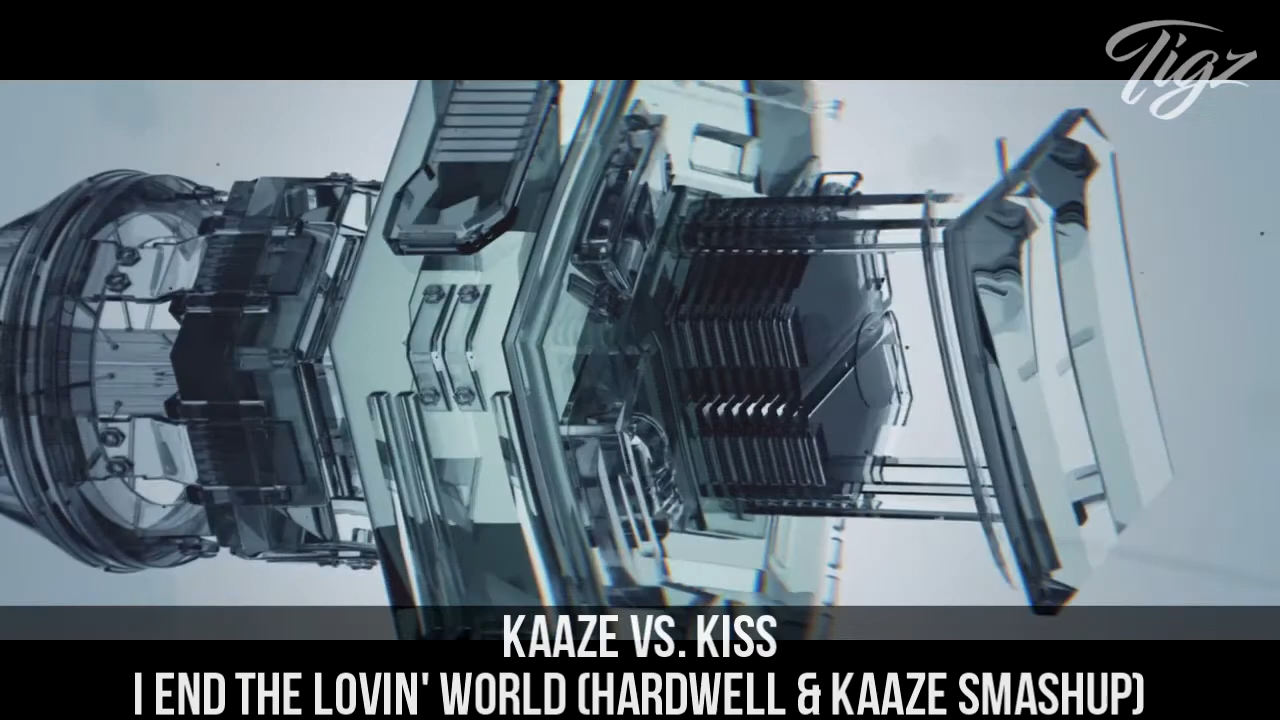 Tigz
KAAZE VS. KISS
I END THE LOVIN' WORLD (HARDWELL & KAAZE SMASHUP)